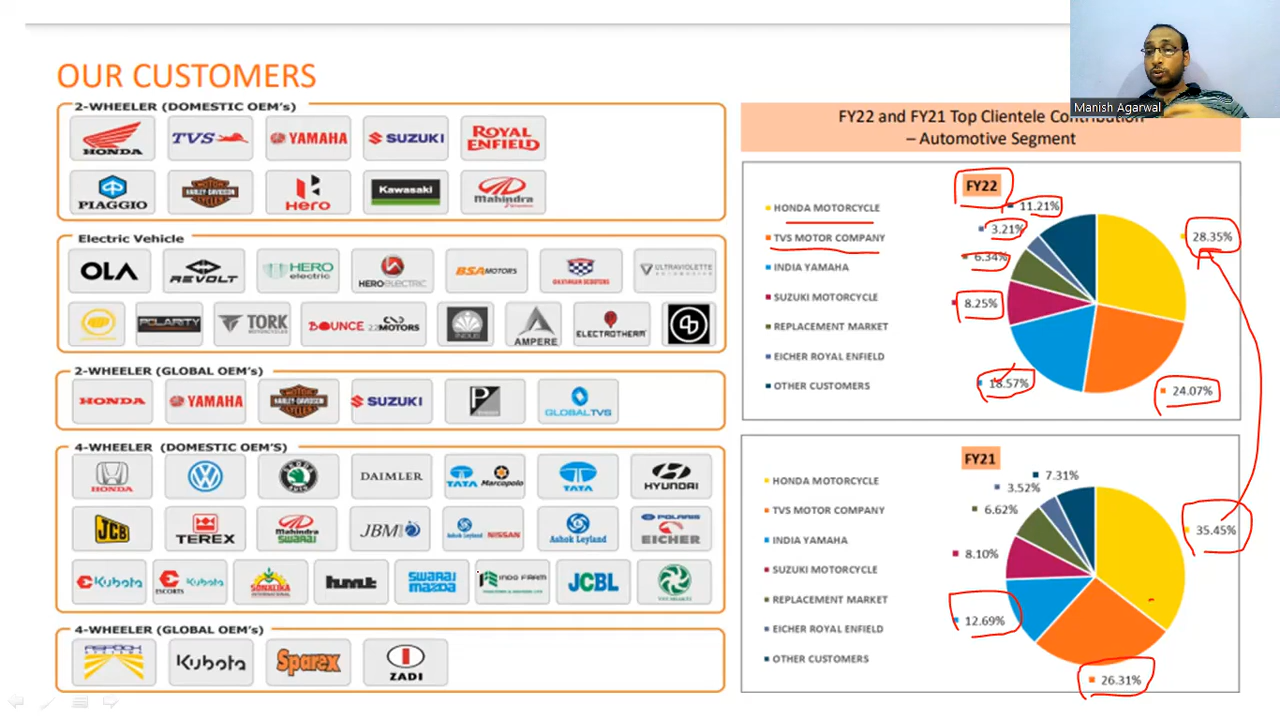 OUR CUSTOMERS
Manish Agarwal
2-WHEELER (DOMESTIC OEM's)
HONDA
TVS
YAMAHA
SUZUKI
ROYAL ENFIELD
PIAGGIO
HARLEY-DAVIDSON
Hero
Kawasaki
Mahindra
Electric Vehicle
OLA
REVOLT
HERO electric
HERO ELECTRIC
BSA MOTORS
OKINAWA SCOOTERS
ULTRAVIOLETTE
POLARITY
TORK
BOUNCE
22MOTORS
AMPERE
ELECTROTHERM
2-WHEELER (GLOBAL OEM's)
HONDA
YAMAHA
HARLEY-DAVIDSON
SUZUKI
GLOBALTVS
4-WHEELER (DOMESTIC OEM'S)
HONDA
DAIMLER
TATA Marcopolo
TATA
HYUNDAI
JCB
TEREX
Mahindra SWARAJ
JBM
Ashok Leyland NISSAN
Ashok Leyland
POLARIS
EICHER
Kubota
ESCORTS Kubota
SONALIKA
INTERNATIONAL
hmt
SWARAJ MAZDA
INDO FARM
JCBL
4-WHEELER (GLOBAL OEM's)
ASPOCK
SYSTEMS
Kubota
Sparex
ZADI
FY22 and FY21 Top Clientele Contribution
– Automotive Segment
FY22
HONDA MOTORCYCLE
TVS MOTOR COMPANY
INDIA YAMAHA
SUZUKI MOTORCYCLE
REPLACEMENT MARKET
EICHER ROYAL ENFIELD
OTHER CUSTOMERS
11.21%
3.21%
6.34%
8.25%
18.57%
24.07%
28.35%
FY21
HONDA MOTORCYCLE
TVS MOTOR COMPANY
INDIA YAMAHA
SUZUKI MOTORCYCLE
REPLACEMENT MARKET
EICHER ROYAL ENFIELD
OTHER CUSTOMERS
7.31%
3.52%
6.62%
8.10%
12.69%
26.31%
35.45%